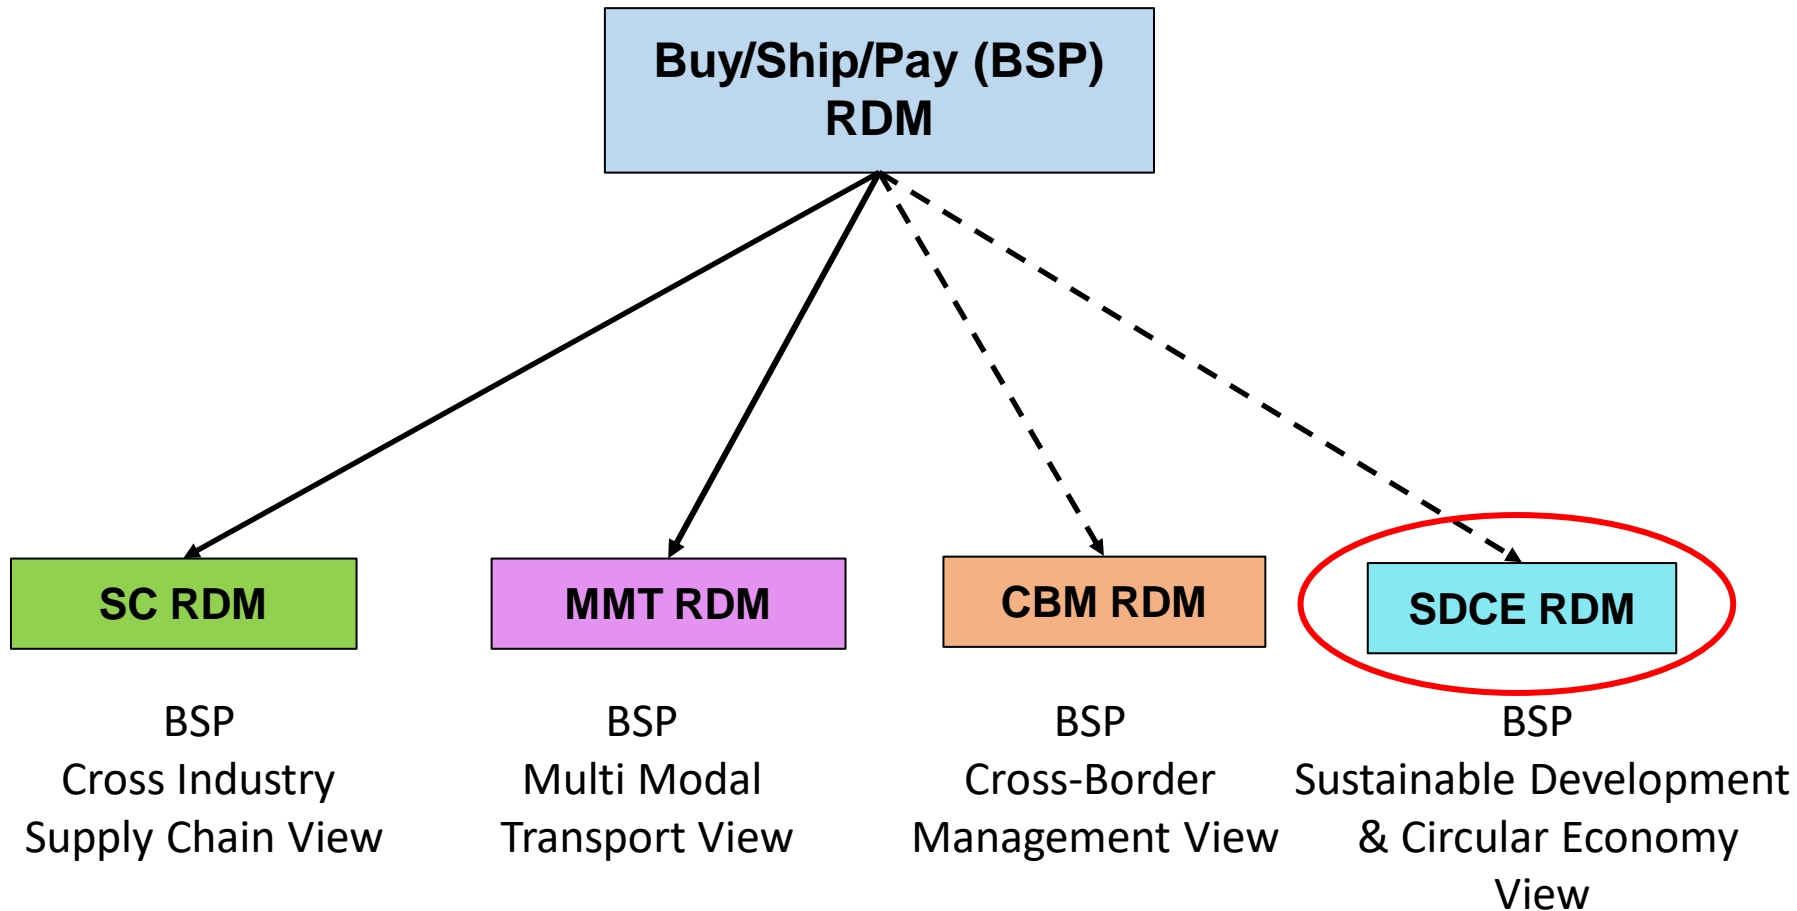 Buy/Ship/Pay (BSP)
RDM
SC RDM
MMT RDM
CBM RDM
SDCE RDM
BSP
Cross Industry
Supply Chain View
BSP
Multi Modal
Transport View
BSP
Cross-Border
Management View
BSP
Sustainable Development
& Circular Economy
View